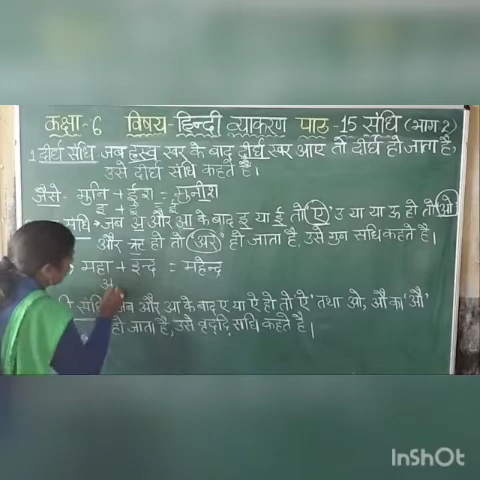 कक्षा-6 विषय-हिन्दी व्याकरण पाठ-15 संधि (भाग 2)
1 दीर्घ संधि जब ह्रस्व स्वर के बाद दीर्घ स्वर आए तो दीर्घ हो जाता है,
उसे दीर्घ संधि कहते हैं।
जैसे- मुनि + ईश = मुनीश
इ + ई = ई
संधि → जब अ और आ के बाद इ या ई तो 'ऐ' उ या या ऊ हो तो 'ओ'
और ऋ हो तो 'अर' हो जाता है, उसे गुन संधि कहते है।
महा + इन्द्र = महेन्द्र
संधि जब और आ के बाद ए या ऐ हो तो 'ऐ' तथा ओ, औ का 'औ'
हो जाता है, उसे वृद्दि संधि कहते है।
InShOt